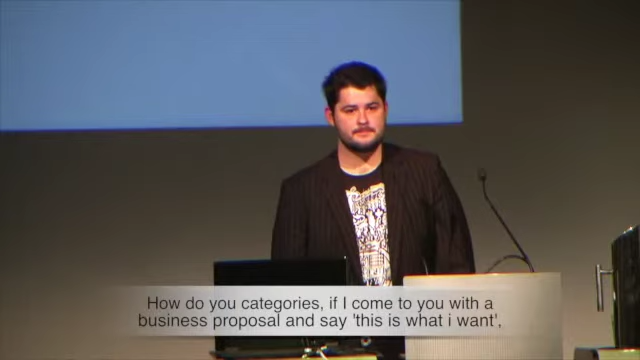 How do you categories, if I come to you with a
business proposal and say 'this is what i want',